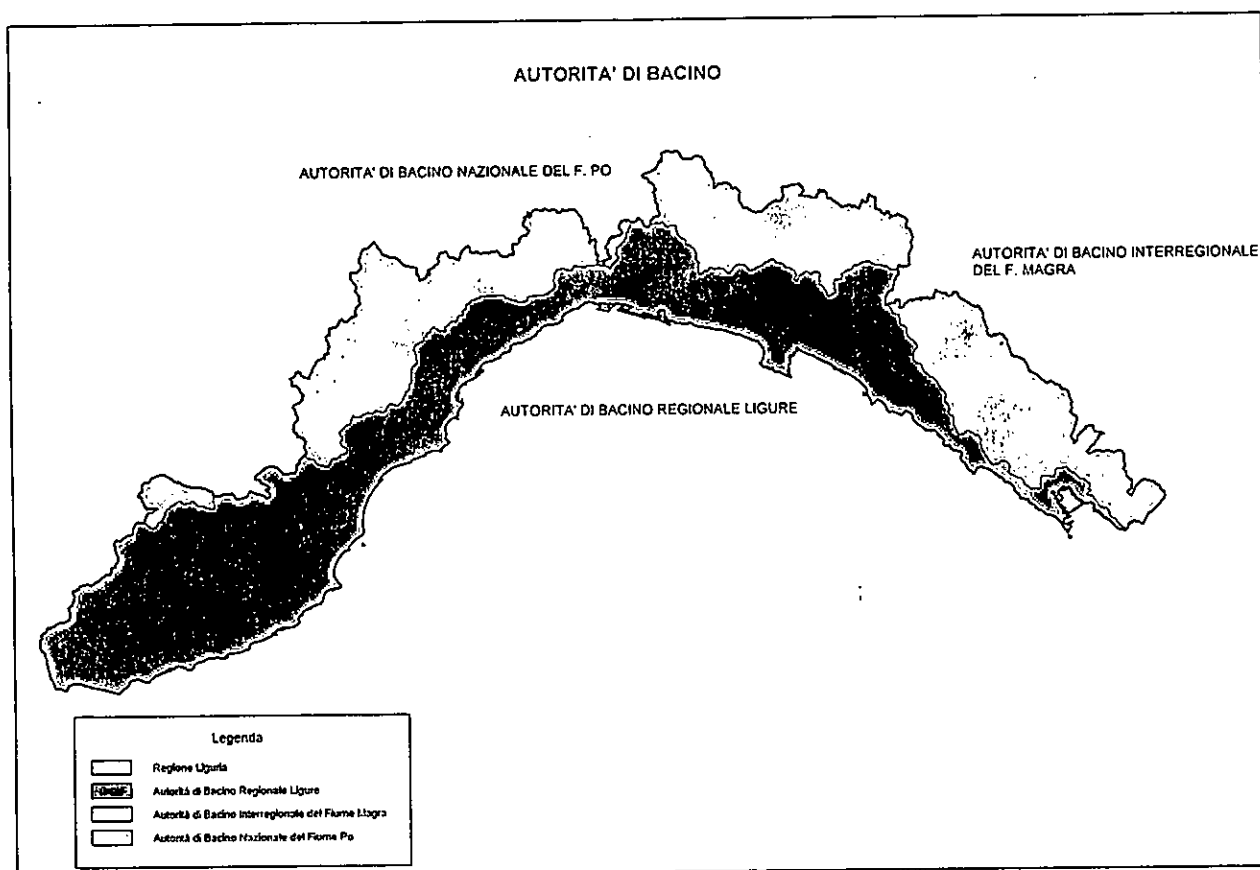 AUTORITA' DI BACINO
AUTORITA' DI BACINO NAZIONALE DEL F. PO
AUTORITA' DI BACINO INTERREGIONALE
DEL F. MAGRA
AUTORITA' DI BACINO REGIONALE LIGURE
Legenda
Regione Liguria
Autorità di Bacino Regionale Ligure
Autorità di Bacino Interregionale del Fiume Magra
Autorità di Bacino Nazionale del Fiume Po